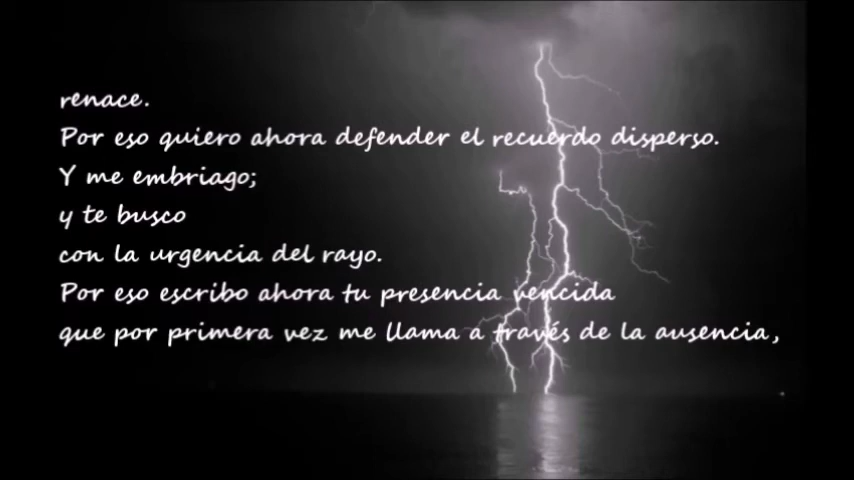 renace.
Por eso quiero ahora defender el recuerdo disperso.
Y me embriago;
y te busco
con la urgencia del rayo.
Por eso escribo ahora tu presencia vencida
que por primera vez me llama a través de la ausencia,